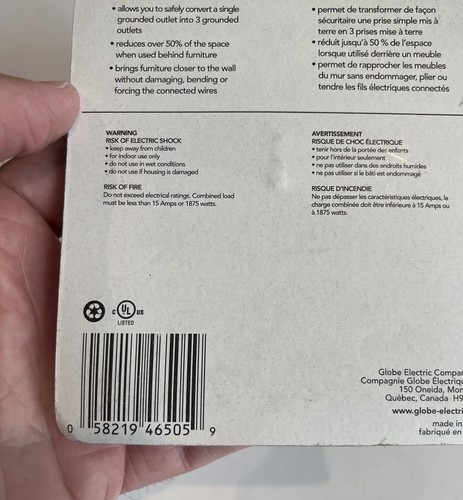 • allows you to safely convert a single
grounded outlet into 3 grounded
outlets
• reduces over 50% of the space
when used behind furniture
• brings furniture closer to the wall
without damaging, bending or
forcing the connected wires
• permet de transformer de façon
sécuritaire une prise simple mis à
terre en 3 prises mise à terre
• réduit jusqu'à 50 % de l'espace
lorsque utilisé derrière un meuble
• permet de rapprocher les meubles
du mur sans endommager, plier ou
tendre les fils électriques connectés
WARNING
RISK OF ELECTRIC SHOCK
• keep away from children
• for indoor use only
• do not use in wet conditions
• do not use if housing is damaged
RISK OF FIRE
Do not exceed electrical ratings. Combined load
must be less than 15 Amps or 1875 watts.
AVERTISSEMENT
RISQUE DE CHOC ÉLECTRIQUE
• tenir hors de la portée des enfants
• pour l'intérieur seulement
• ne pas utiliser dans des endroits humides
• ne pas utiliser si le bâti est endommagé
RISQUE D'INCENDIE
Ne pas dépasser les caractéristiques électriques, la
charge combinée doit être inférieure à 15 Ampys ou
à 1875 watts.
C UL US
LISTED
0 58219 46505 9
Globe Electric Compa
Compagnie Globe Électriq
150 Oneida, Mon
Québec, Canada H9
www.globe-electri
made in
fabriqué en